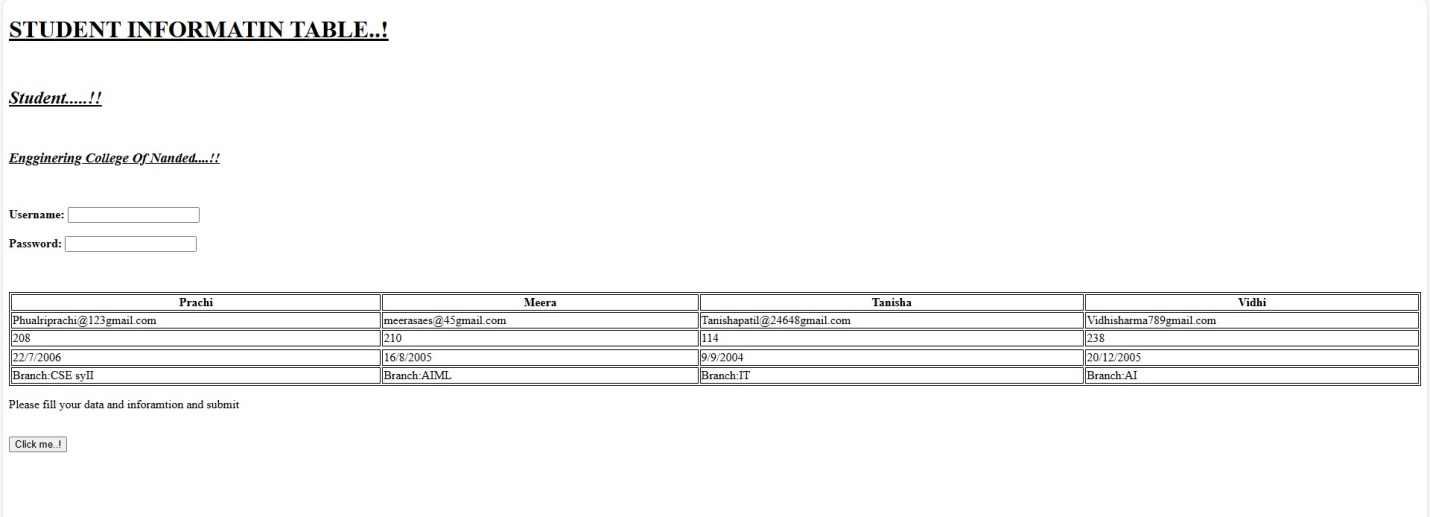 STUDENT INFORMATIN TABLE..!
Student.....!!
Engginering College Of Nanded....!!
Username:
Password:
Prachi Meera Tanisha Vidhi
Phualriprachi@123gmail.com meerasaes@45gmail.com Tanishapatil@24648gmail.com Vidhisharma789gmail.com
208 210 114 238
22/7/2006 16/8/2005 9/9/2004 20/12/2005
Branch:CSE syII Branch:AIML Branch:IT Branch:AI
Please fill your data and inforamtion and submit
Click me..!